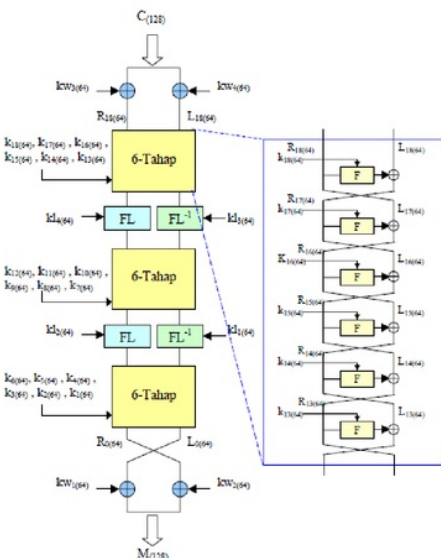 C(128)
kw3(64) kw4(64)
R18(64) L18(64)
k18(64), k17(64), k16(64),
k15(64), k14(64), k13(64)
6-Tahap
kl4(64) FL FL-1 kl3(64)
k12(64), k11(64), k10(64),
k9(64), k8(64), k7(64)
6-Tahap
kl2(64) FL FL-1 kl1(64)
k6(64), k5(64), k4(64),
k3(64), k2(64), k1(64)
6-Tahap
R0(64) L0(64)
kw1(64) kw2(64)
M(128)
R18(64) L18(64)
k18(64)
F
R17(64) L17(64)
k17(64)
F
R16(64) L16(64)
K16(64)
F
R15(64) L15(64)
k15(64)
F
R14(64) L14(64)
k14(64)
F
R13(64) L13(64)
k13(64)
F